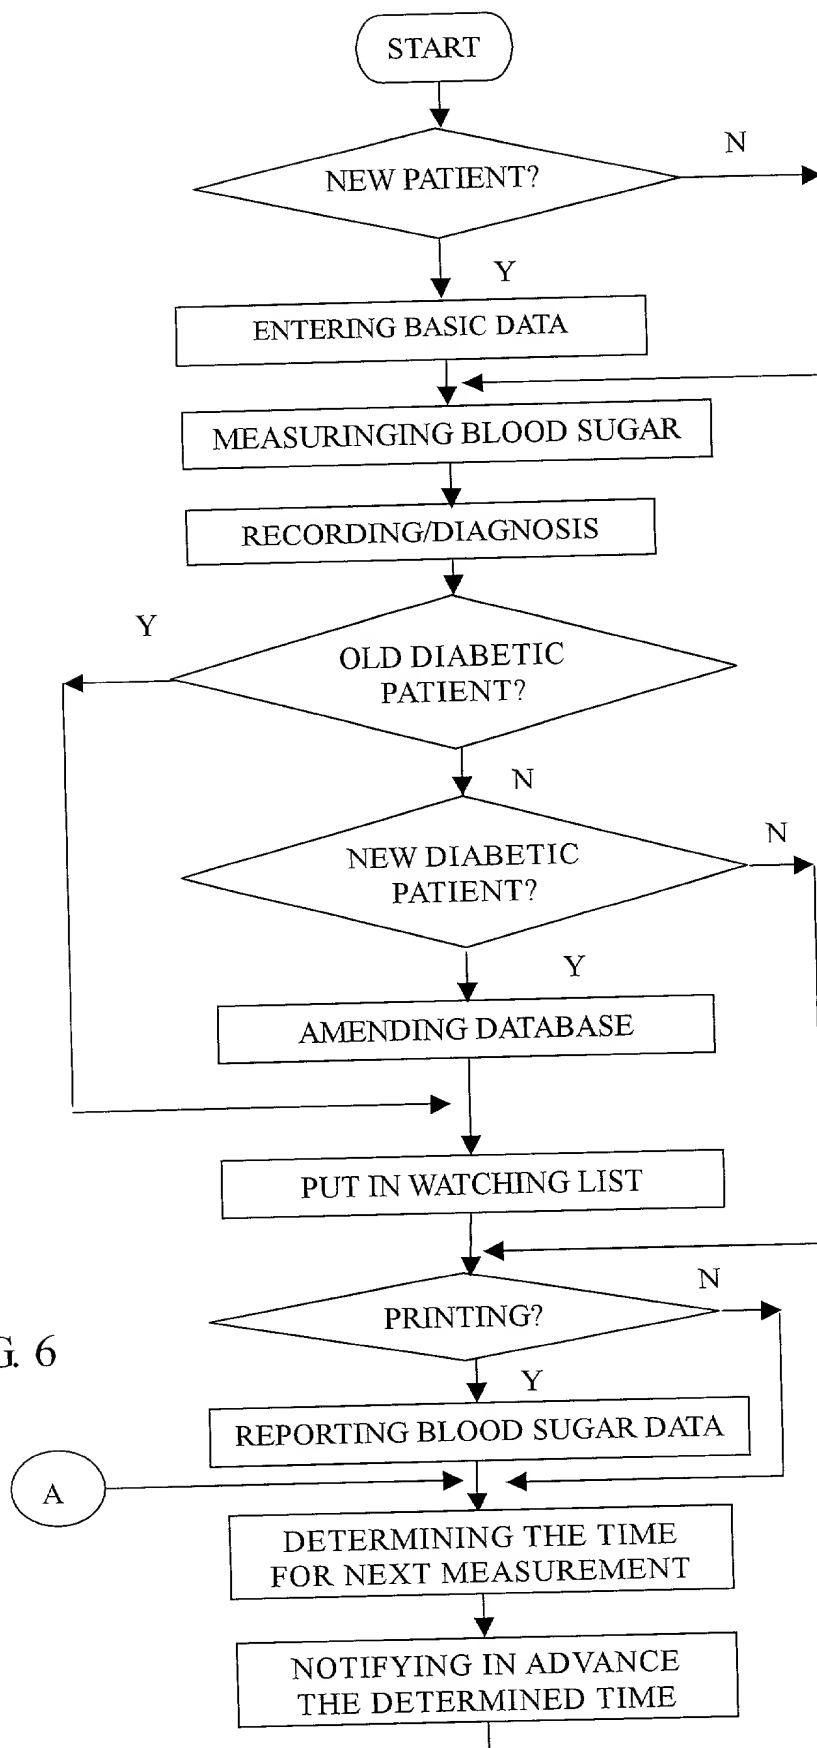 START
N
NEW PATIENT?
Y
ENTERING BASIC DATA
MEASURINGING BLOOD SUGAR
RECORDING/DIAGNOSIS
Y
OLD DIABETIC
PATIENT?
N
N
NEW DIABETIC
PATIENT?
Y
AMENDING DATABASE
PUT IN WATCHING LIST
N
PRINTING?
G. 6
Y
REPORTING BLOOD SUGAR DATA
A
DETERMINING THE TIME
FOR NEXT MEASUREMENT
NOTIFYING IN ADVANCE
THE DETERMINED TIME